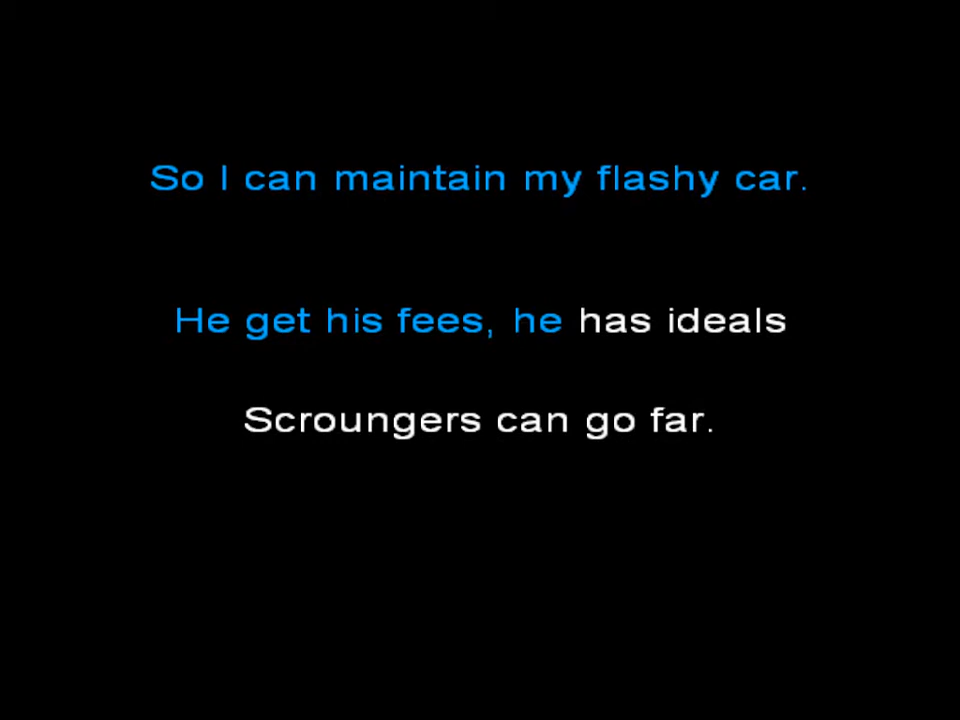 So I can maintain my flashy car.
He get his fees, he has ideals
Scroungers can go far.